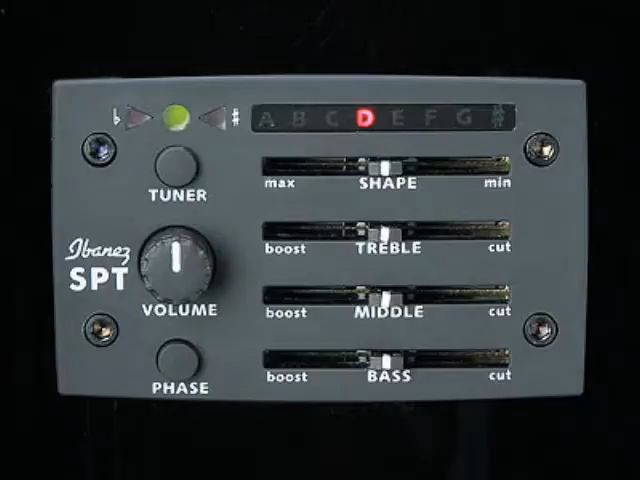 ♭ ♯ A B C D E F G ♯
TUNER
max SHAPE min
boost TREBLE cut
Ibanez
SPT
VOLUME
boost MIDDLE cut
PHASE
boost BASS cut